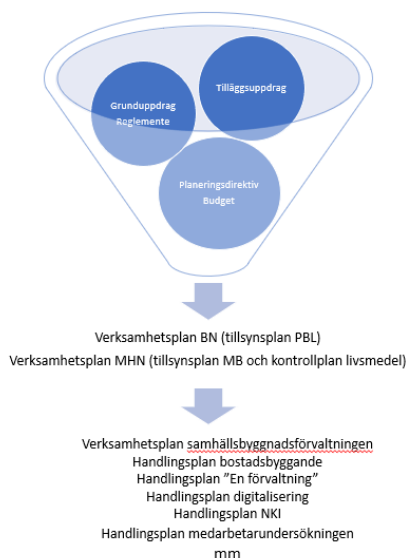 Tilläggsuppdrag
Grunduppdrag
Reglemente
Planeringsdirektiv
Budget
Verksamhetsplan BN (tillsynsplan PBL)
Verksamhetsplan MHN (tillsynsplan MB och kontrollplan livsmedel)
Verksamhetsplan samhällsbyggnadsförvaltningen
Handlingsplan bostadsbyggande
Handlingsplan ”En förvaltning”
Handlingsplan digitalisering
Handlingsplan NKI
Handlingsplan medarbetarundersökningen
mm